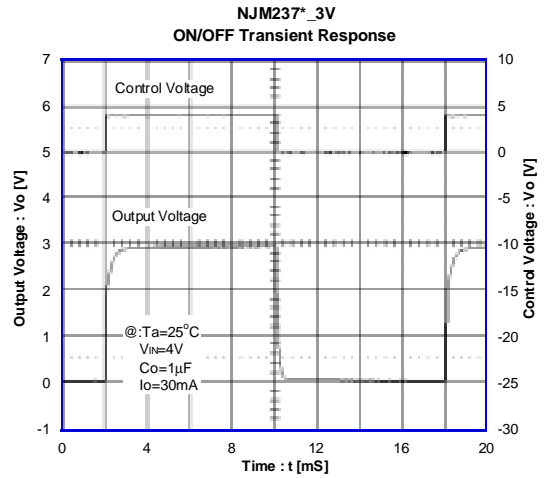 NJM237*_3V
ON/OFF Transient Response
7
6
5
4
3
2
1
0
-1
Output Voltage : Vo [V]
10
5
0
-5
-10
-15
-20
-25
-30
Control Voltage : Vo [V]
Control Voltage
Output Voltage
@:Ta=25°C
VIN=4V
Co=1μF
Io=30mA
0 4 8 12 16 20
Time : t [mS]